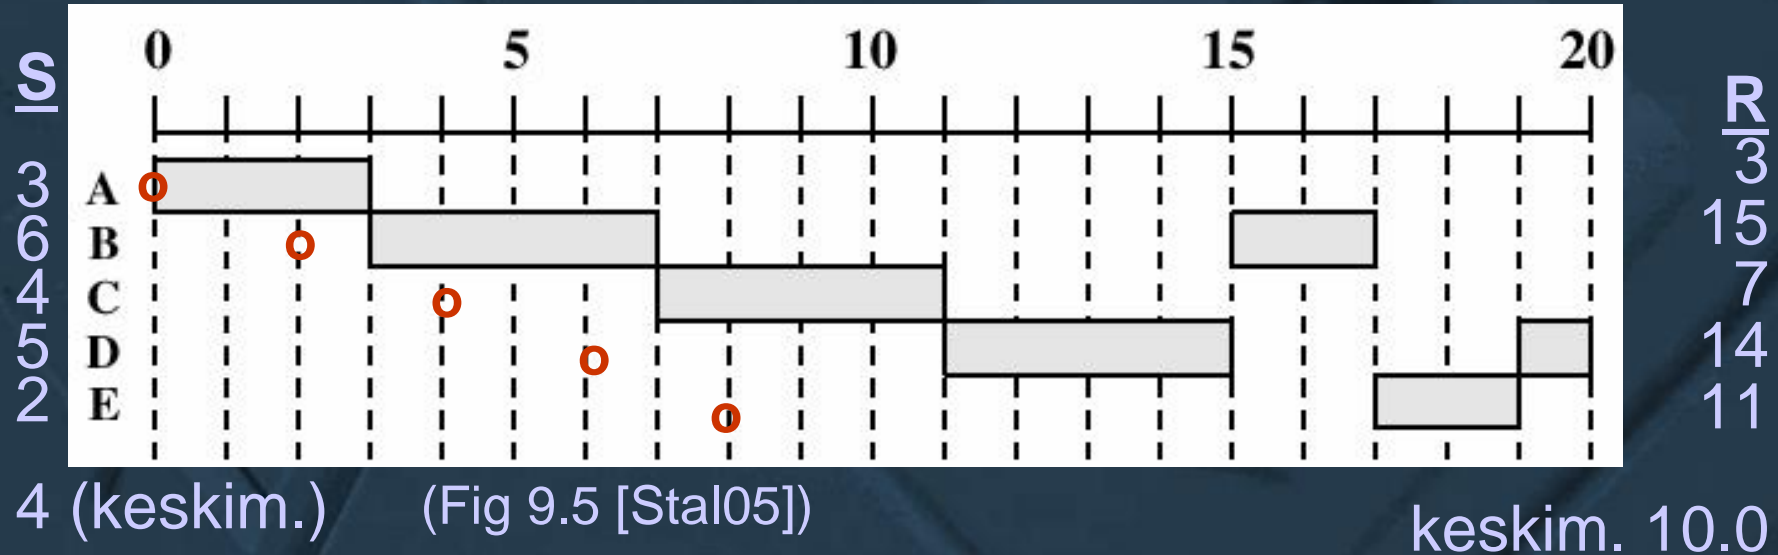 0 5 10 15 20
S
R
3 A o 3
6 B o 15
4 C o 7
5 D o 14
2 E o 11
4 (keskim.) (Fig 9.5 [Stal05]) keskim. 10.0